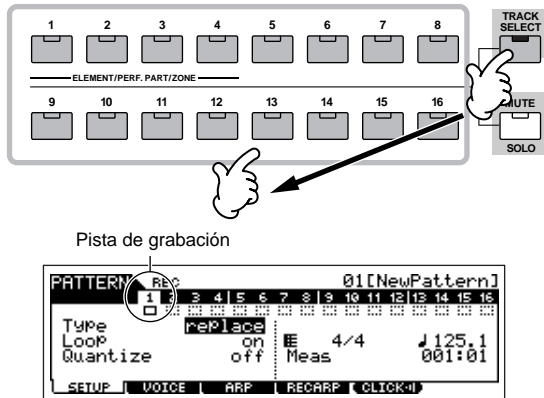 1 2 3 4 5 6 7 8
TRACK
SELECT
ELEMENT/PERF. PART/ZONE
9 10 11 12 13 14 15 16
MUTE
SOLO
Pista de grabación
PATTERN REC 01[NewPattern]
1 2 3 4 5 6 7 8 9 10 11 12 13 14 15 16
Type replace
Loop on 4/4 ♩125.1
Quantize off Meas 001:01
SETUP VOICE ARP RECARP CLICK